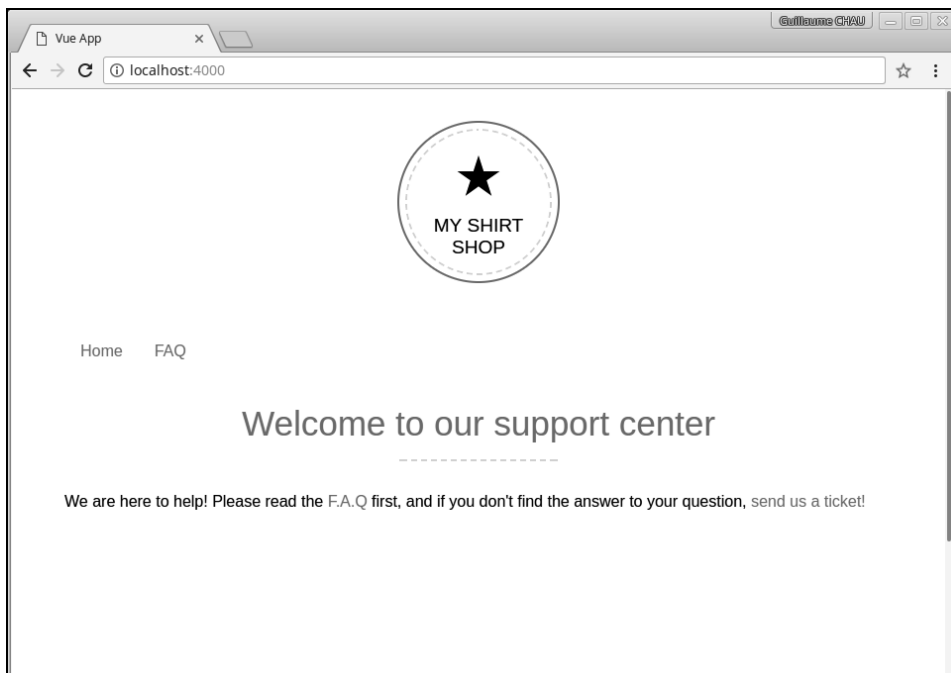 Guillaume CHAU
Vue App
localhost:4000
MY SHIRT
SHOP
Home FAQ
Welcome to our support center
We are here to help! Please read the F.A.Q first, and if you don't find the answer to your question, send us a ticket!